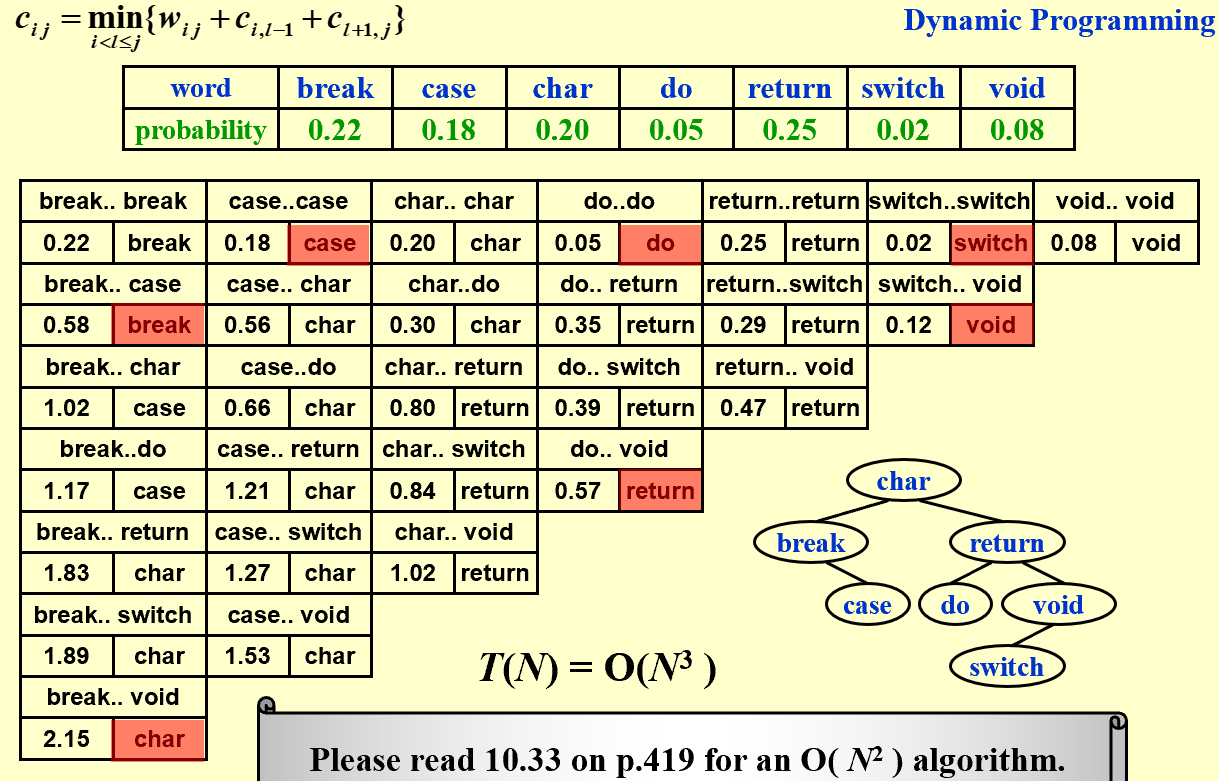 c_{ij} = min_{i<l≤j}{w_{ij} + c_{i,l−1} + c_{l+1,j}}
Dynamic Programming
word break case char do return switch void
probability 0.22 0.18 0.20 0.05 0.25 0.02 0.08
break.. break case..case char.. char do..do return..return switch..switch void.. void
0.22 break 0.18 case 0.20 char 0.05 do 0.25 return 0.02 switch 0.08 void
break.. case case.. char char..do do.. return return..switch switch.. void
0.58 break 0.56 char 0.30 char 0.35 return 0.29 return 0.12 void
break.. char case..do char.. return do.. switch return.. void
1.02 case 0.66 char 0.80 return 0.39 return 0.47 return
break..do case.. return char.. switch do.. void
1.17 case 1.21 char 0.84 return 0.57 return
break.. return case.. switch char.. void
1.83 char 1.27 char 1.02 return
break.. switch case.. void
1.89 char 1.53 char
break.. void
2.15 char
char
break return
case do void
switch
T(N) = O(N³)
Please read 10.33 on p.419 for an O( N² ) algorithm.